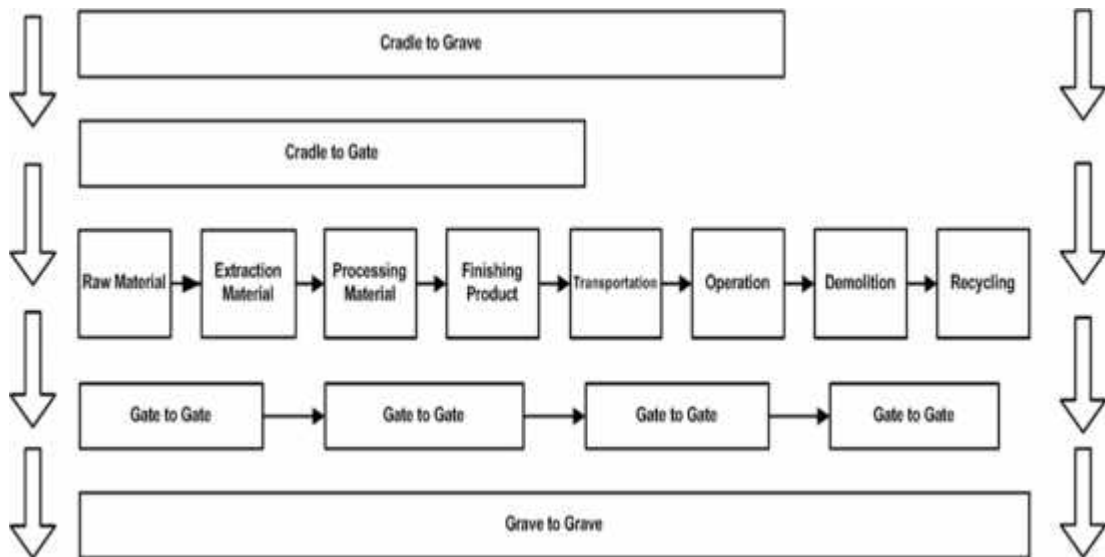 Cradle to Grave
Cradle to Gate
Raw Material
Extraction
Material
Processing
Material
Finishing
Product
Transportation
Operation
Demolition
Recycling
Gate to Gate
Gate to Gate
Gate to Gate
Gate to Gate
Grave to Grave